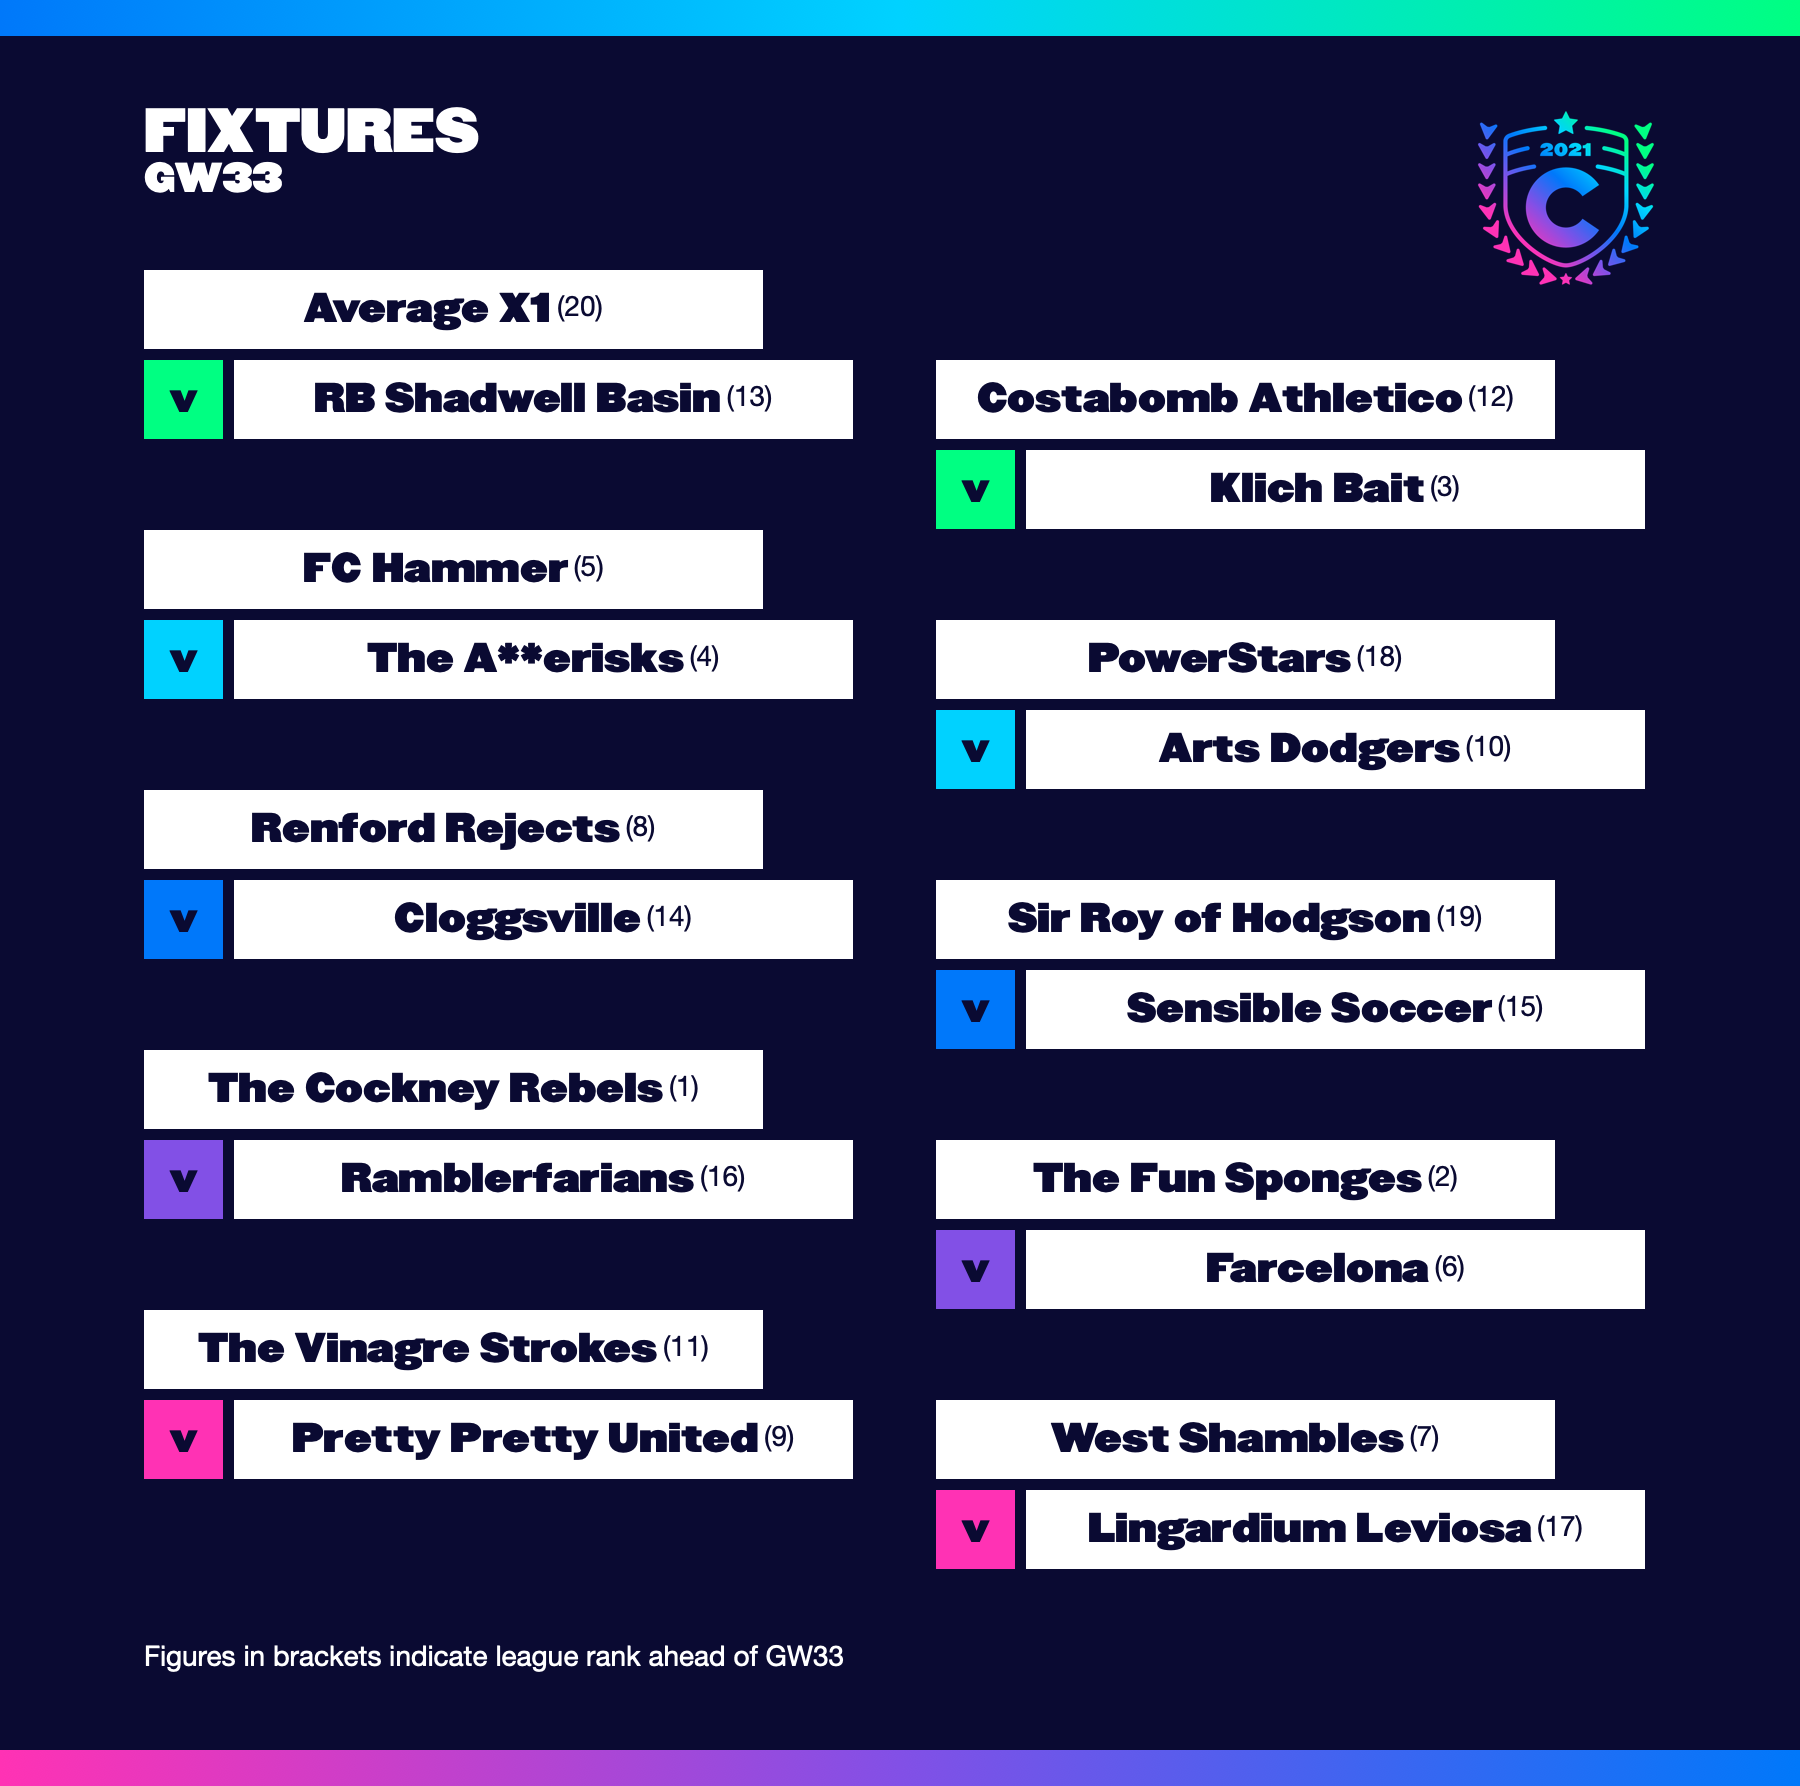 FIXTURES
GW33
2021
C
Average X1 (20)
v RB Shadwell Basin (13)
FC Hammer (5)
v The A**erisks (4)
Renford Rejects (8)
v Cloggsville (14)
The Cockney Rebels (1)
v Ramblerfarians (16)
The Vinagre Strokes (11)
v Pretty Pretty United (9)
Costabomb Athletico (12)
v Klich Bait (3)
PowerStars (18)
v Arts Dodgers (10)
Sir Roy of Hodgson (19)
v Sensible Soccer (15)
The Fun Sponges (2)
v Farcelona (6)
West Shambles (7)
v Lingardium Leviosa (17)
Figures in brackets indicate league rank ahead of GW33